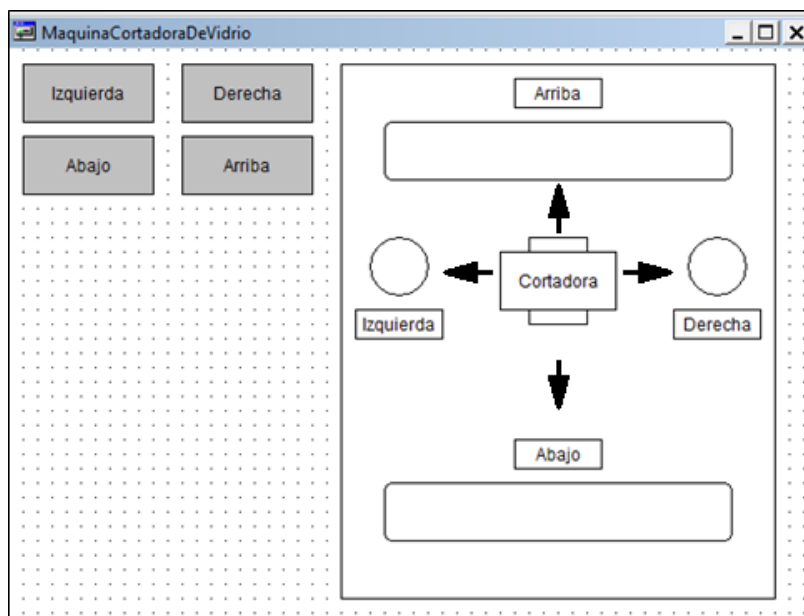 MaquinaCortadoraDeVidrio
Izquierda
Derecha
Abajo
Arriba
Arriba
Cortadora
Izquierda
Derecha
Abajo